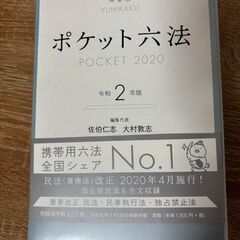 有斐閣
YUHIKAKU
ポケット六法
POCKET 2020
令和2年版
編集代表
佐伯仁志 大村敦志
携帯用六法
全国シェア No.1
民法(債権法)改正 2020年4月施行!
改正前民法も全文収録
重要改正 民法・民事執行法・独占禁止法